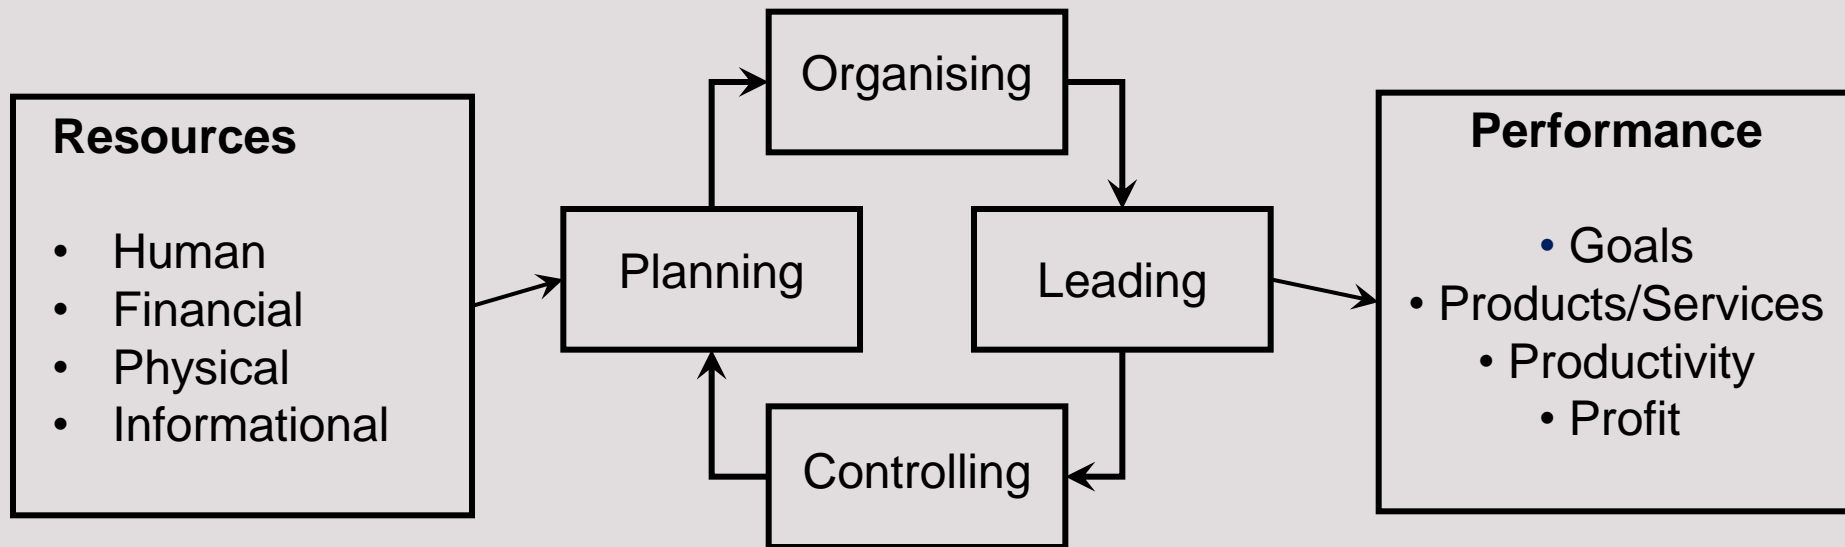 Resources
• Human
• Financial
• Physical
• Informational
Planning
Organising
Leading
Controlling
Performance
• Goals
• Products/Services
• Productivity
• Profit